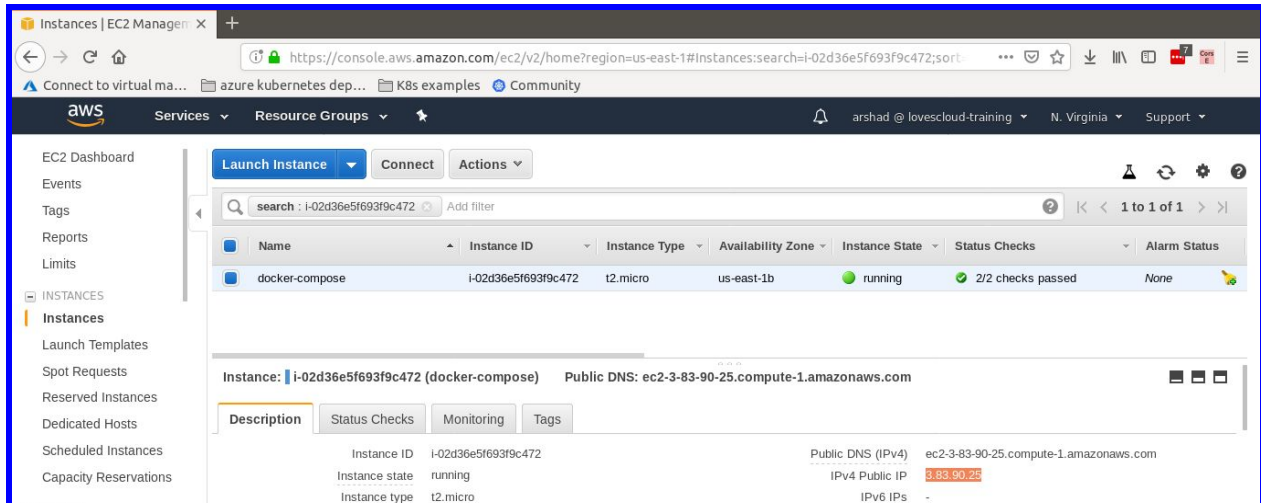 Instances | EC2 Managem
https://console.aws.amazon.com/ec2/v2/home?region=us-east-1#Instances:search=i-02d36e5f693f9c472;sort:
7
Cors
E
Connect to virtual ma... azure kubernetes dep... K8s examples Community
aws Services Resource Groups arshad @ lovescloud-training N. Virginia Support
EC2 Dashboard
Events
Tags
Reports
Limits
INSTANCES
Instances
Launch Templates
Spot Requests
Reserved Instances
Dedicated Hosts
Scheduled Instances
Capacity Reservations
Launch Instance Connect Actions
search : i-02d36e5f693f9c472 Add filter 1 to 1 of 1
Name Instance ID Instance Type Availability Zone Instance State Status Checks Alarm Status
docker-compose i-02d36e5f693f9c472 t2.micro us-east-1b running 2/2 checks passed None
Instance: i-02d36e5f693f9c472 (docker-compose) Public DNS: ec2-3-83-90-25.compute-1.amazonaws.com
Description Status Checks Monitoring Tags
Instance ID i-02d36e5f693f9c472 Public DNS (IPv4) ec2-3-83-90-25.compute-1.amazonaws.com
Instance state running IPv4 Public IP 3.83.90.25
Instance type t2.micro IPv6 IPs -